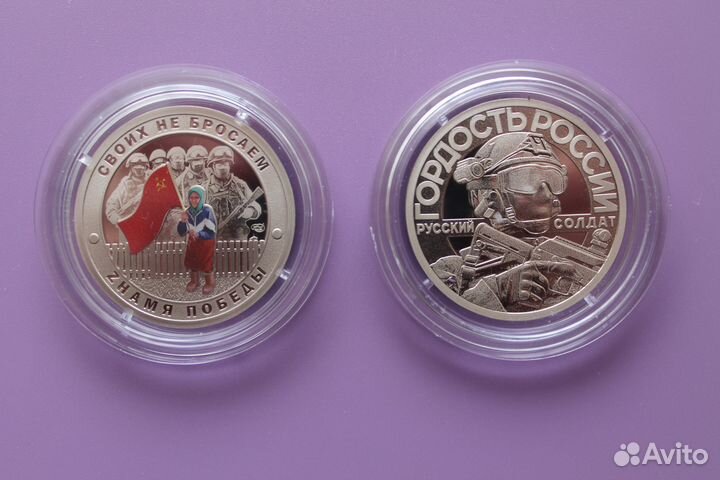 СВОИХ НЕ БРОСАЕМ
ZНАМЯ ПОБЕДЫ
ГОРДОСТЬ РОССИИ
РУССКИЙ СОЛДАТ
Avito